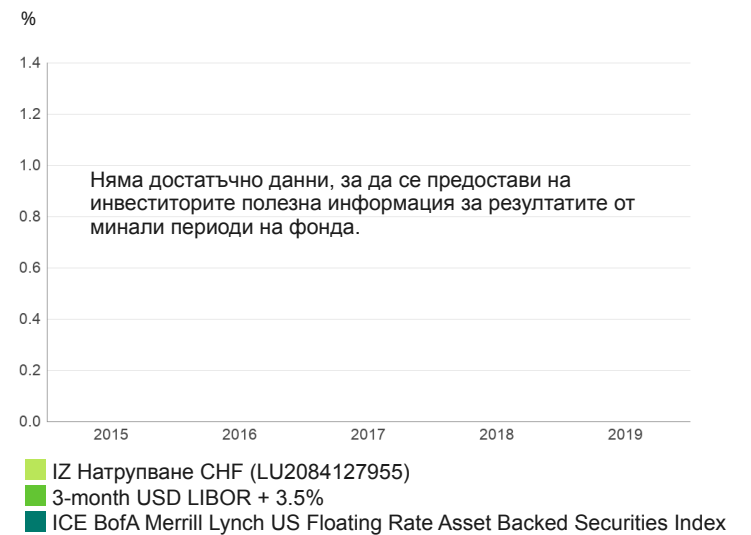 %
1.4
1.2
1.0
Няма достатъчно данни, за да се предостави на
инвеститорите полезна информация за резултатите от
минали периоди на фонда.
0.8
0.6
0.4
0.2
0.0
2015 2016 2017 2018 2019
IZ Натрупване CHF (LU2084127955)
3-month USD LIBOR + 3.5%
ICE BofA Merrill Lynch US Floating Rate Asset Backed Securities Index